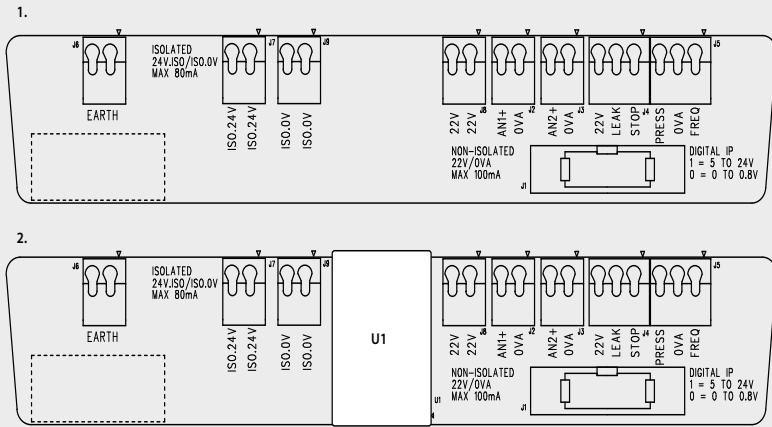 1.
J6
EARTH
ISOLATED
24V.ISO/ISO.0V
MAX 80mA
J7
ISO.24V
ISO.24V
J9
ISO.0V
ISO.0V
J8
22V
22V
J2
AN1+
0VA
J3
AN2+
0VA
J4
22V
LEAK
STOP
J5
PRESS
0VA
FREQ
NON-ISOLATED
22V/0VA
MAX 100mA
J1
DIGITAL IP
1 = 5 TO 24V
0 = 0 TO 0.8V
2.
J6
EARTH
ISOLATED
24V.ISO/ISO.0V
MAX 80mA
J7
ISO.24V
ISO.24V
J9
ISO.0V
ISO.0V
U1
J8
22V
22V
J2
AN1+
0VA
J3
AN2+
0VA
J4
22V
LEAK
STOP
J5
PRESS
0VA
FREQ
NON-ISOLATED
22V/0VA
MAX 100mA
U1
4
J1
DIGITAL IP
1 = 5 TO 24V
0 = 0 TO 0.8V